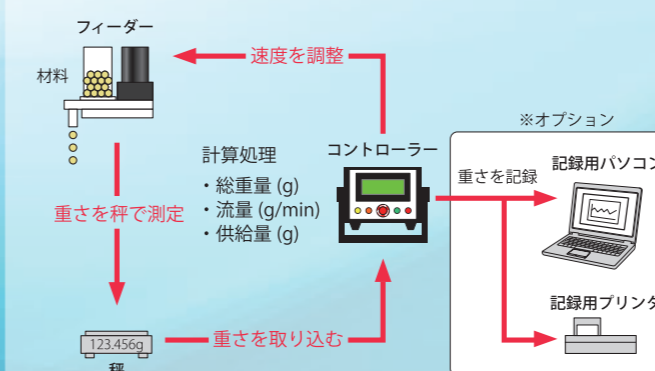 フィーダー
材料
速度を調整
※オプション
計算処理
・総重量 (g)
・流量 (g/min)
・供給量 (g)
コントローラー
重さを記録
記録用パソコン
重さを秤で測定
記録用プリンタ
123.456g
重さを取り込む
秤